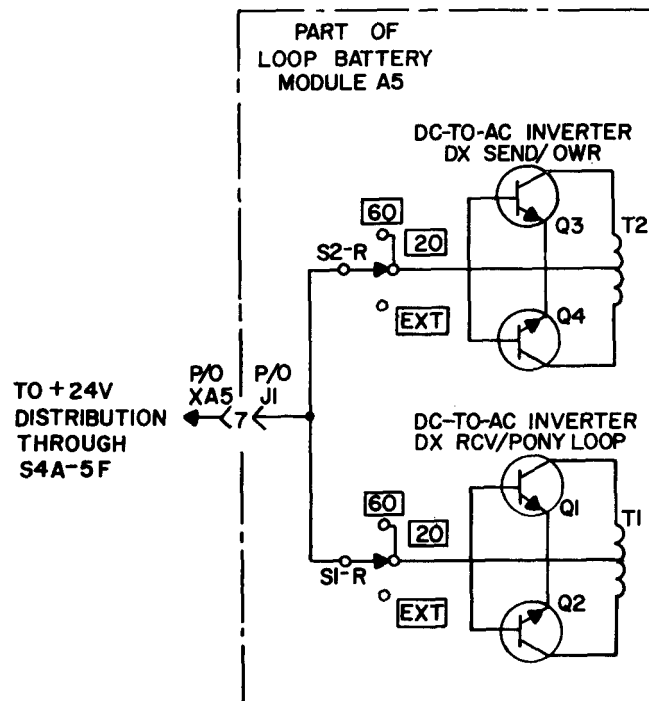 PART OF
LOOP BATTERY
MODULE A5
DC-TO-AC INVERTER
DX SEND/OWR
60
20
S2-R
EXT
Q3
T2
Q4
P/O
XA5
P/O
J1
7
TO +24V
DISTRIBUTION
THROUGH
S4A-5F
DC-TO-AC INVERTER
DX RCV/PONY LOOP
60
20
S1-R
EXT
Q1
T1
Q2